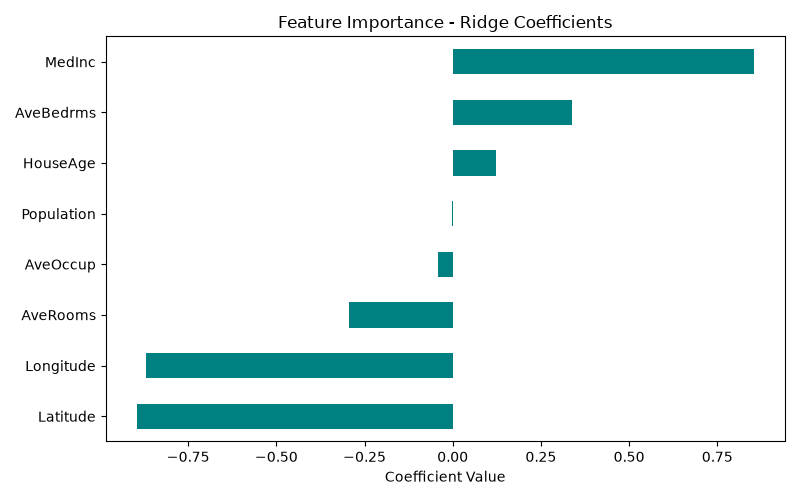 Feature Importance - Ridge Coefficients
MedInc
AveBedrms
HouseAge
Population
AveOccup
AveRooms
Longitude
Latitude
−0.75 −0.50 −0.25 0.00 0.25 0.50 0.75
Coefficient Value